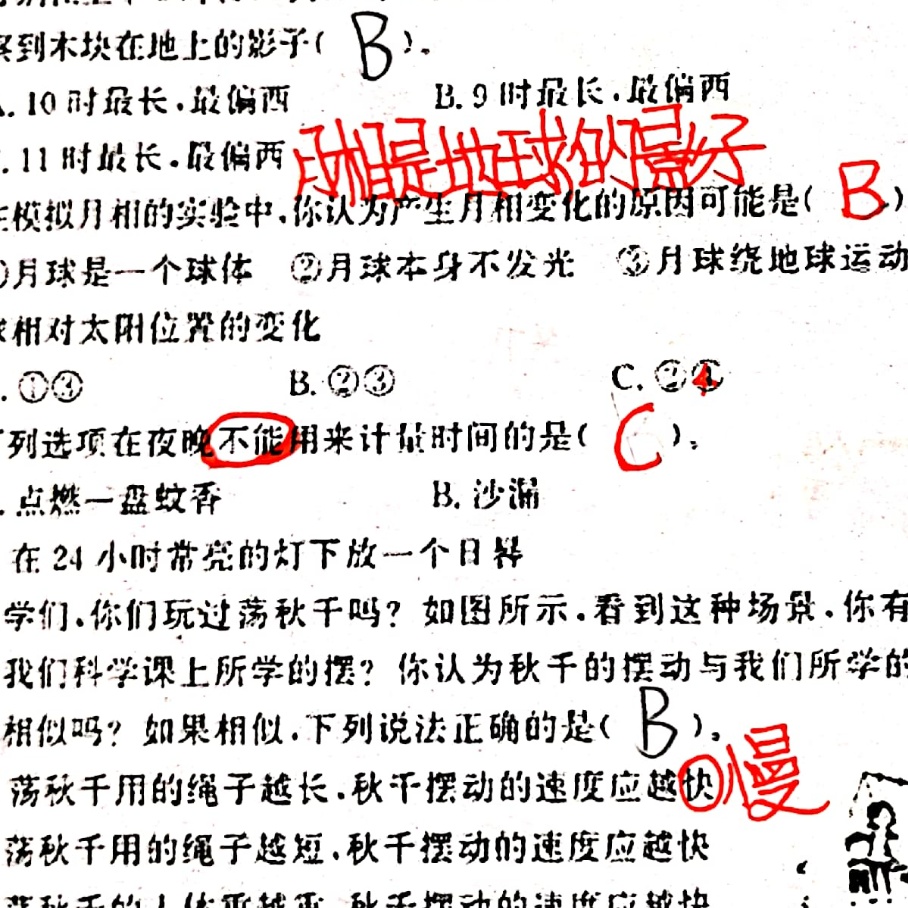 到木块在地上的影子( B )。
. 10 时最长,最偏西 B. 9 时最长,最偏西
. 11 时最长,最偏西
月相是地球的影子
模拟月相的实验中,你认为产生月相变化的原因可能是( B )
①月球是一个球体 ②月球本身不发光 ③月球绕地球运动
相对太阳位置的变化
. ①③ B. ②③ C. ②④
列选项在夜晚不能用来计量时间的是( C )。
. 点燃一盘蚊香 B. 沙漏
在 24 小时常亮的灯下放一个日晷
学们,你们玩过荡秋千吗?如图所示,看到这种场景,你有
我们科学课上所学的摆?你认为秋千的摆动与我们所学的
相似吗?如果相似,下列说法正确的是( B )。
荡秋千用的绳子越长,秋千摆动的速度应越快 慢
荡秋千用的绳子越短,秋千摆动的速度应越快